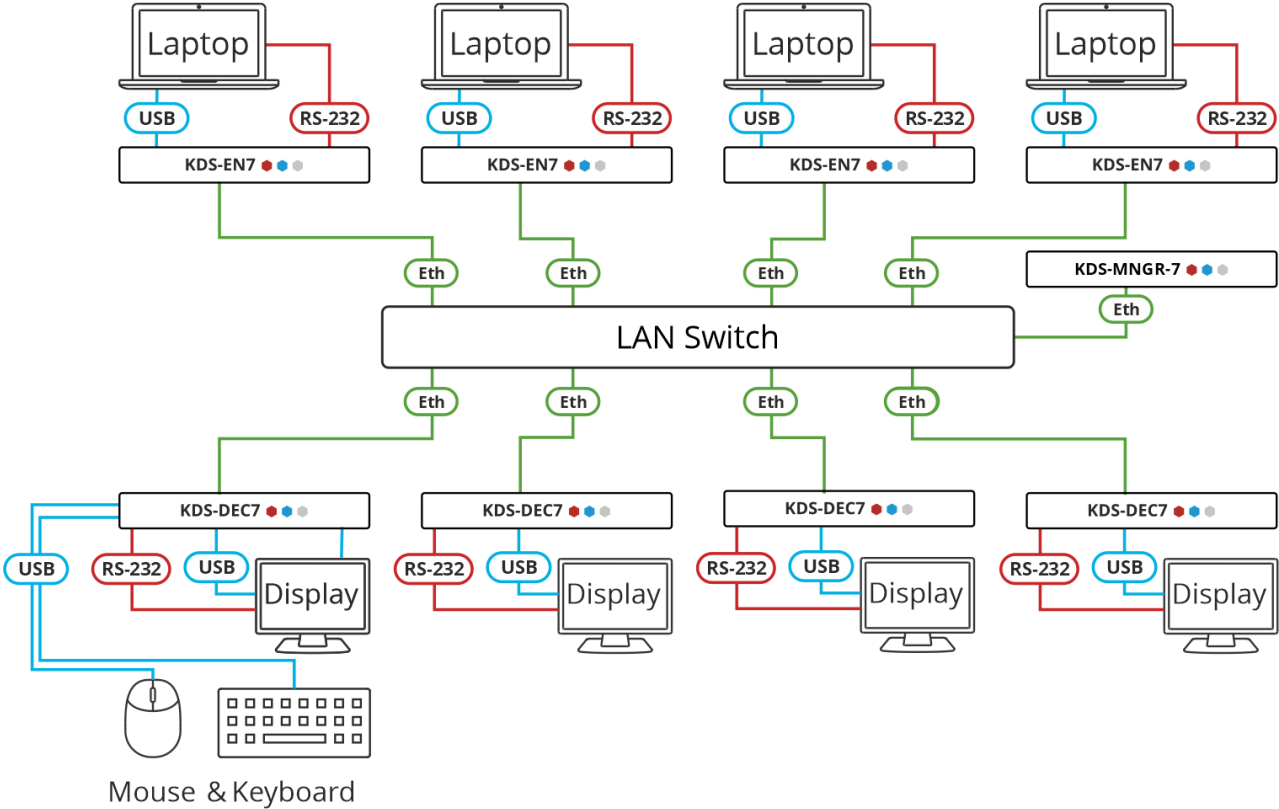 Laptop Laptop Laptop Laptop
USB RS-232 USB RS-232 USB RS-232 USB RS-232
KDS-EN7 KDS-EN7 KDS-EN7 KDS-EN7
Eth Eth Eth Eth
KDS-MNGR-7
Eth
LAN Switch
Eth Eth Eth Eth
KDS-DEC7 KDS-DEC7 KDS-DEC7 KDS-DEC7
USB RS-232 USB RS-232 USB RS-232 USB RS-232 USB
Display Display Display Display
Mouse & Keyboard